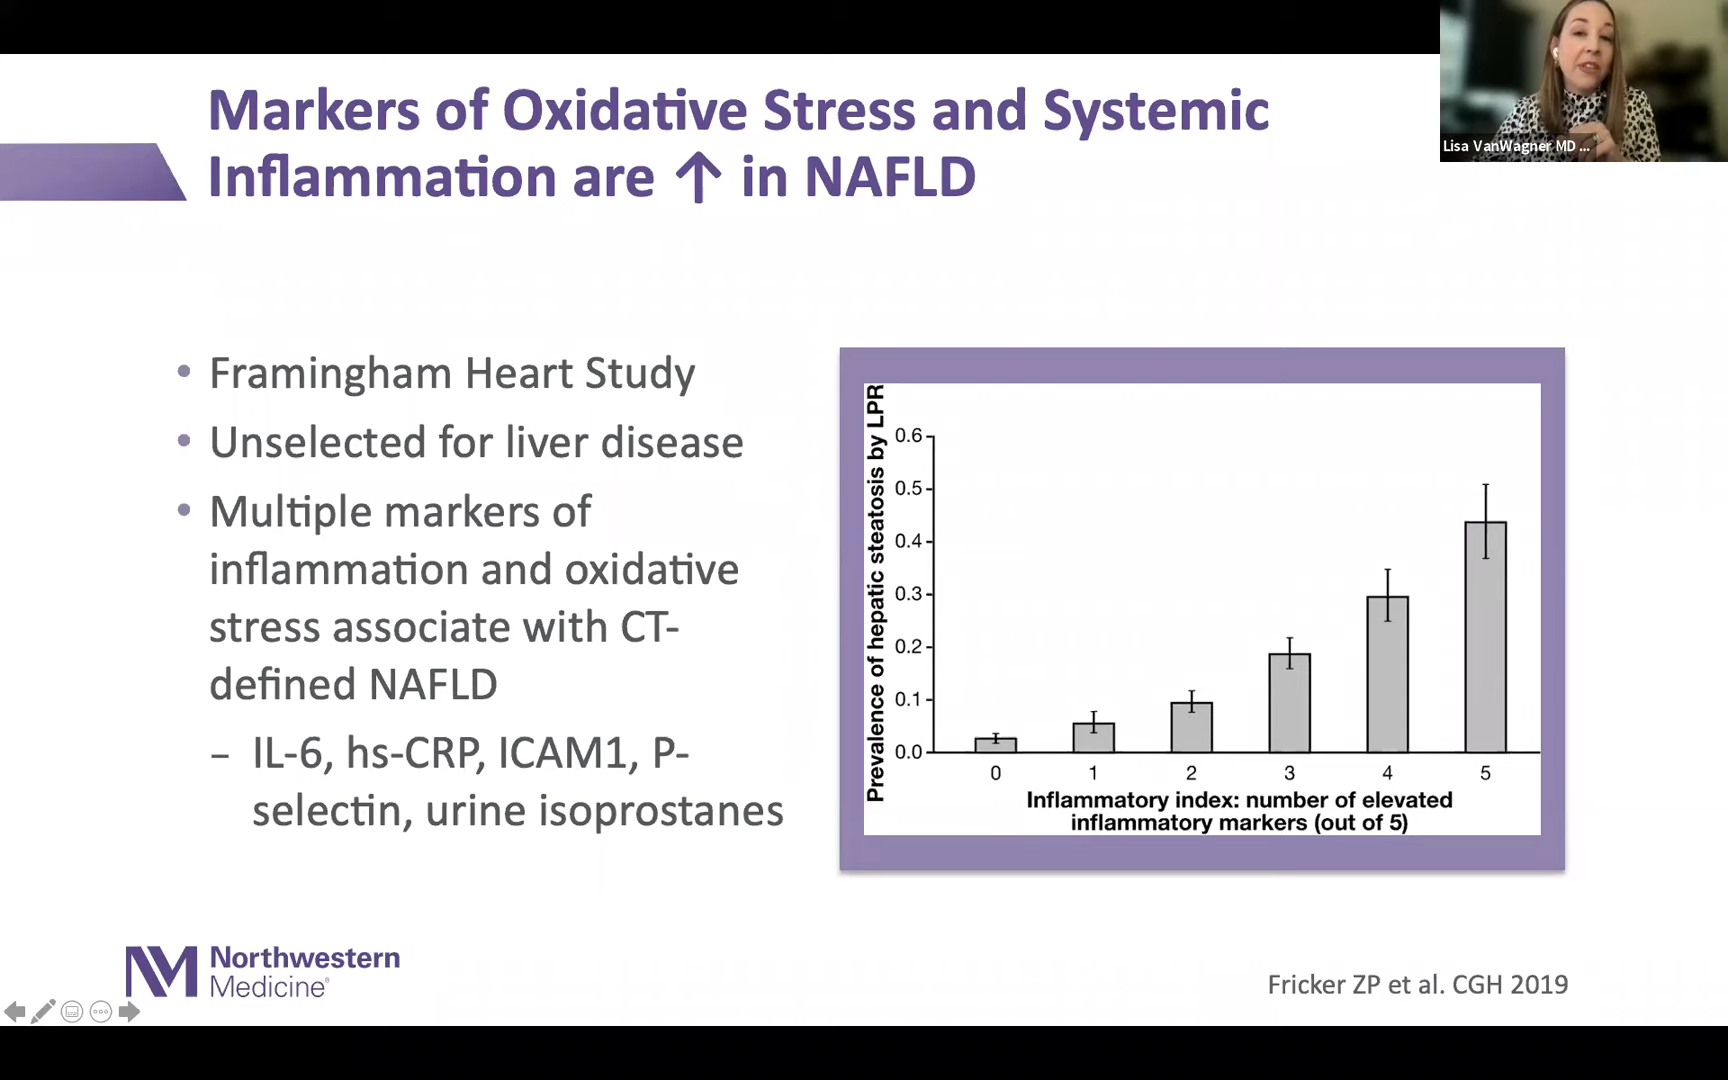 Markers of Oxidative Stress and Systemic
Inflammation are ↑ in NAFLD
Lisa VanWagner MD ...
• Framingham Heart Study
• Unselected for liver disease
• Multiple markers of
inflammation and oxidative
stress associate with CT-
defined NAFLD
– IL-6, hs-CRP, ICAM1, P-
selectin, urine isoprostanes
Prevalence of hepatic steatosis by LPR
0.6
0.5
0.4
0.3
0.2
0.1
0.0
0 1 2 3 4 5
Inflammatory index: number of elevated
inflammatory markers (out of 5)
NM
Northwestern
Medicine®
Fricker ZP et al. CGH 2019